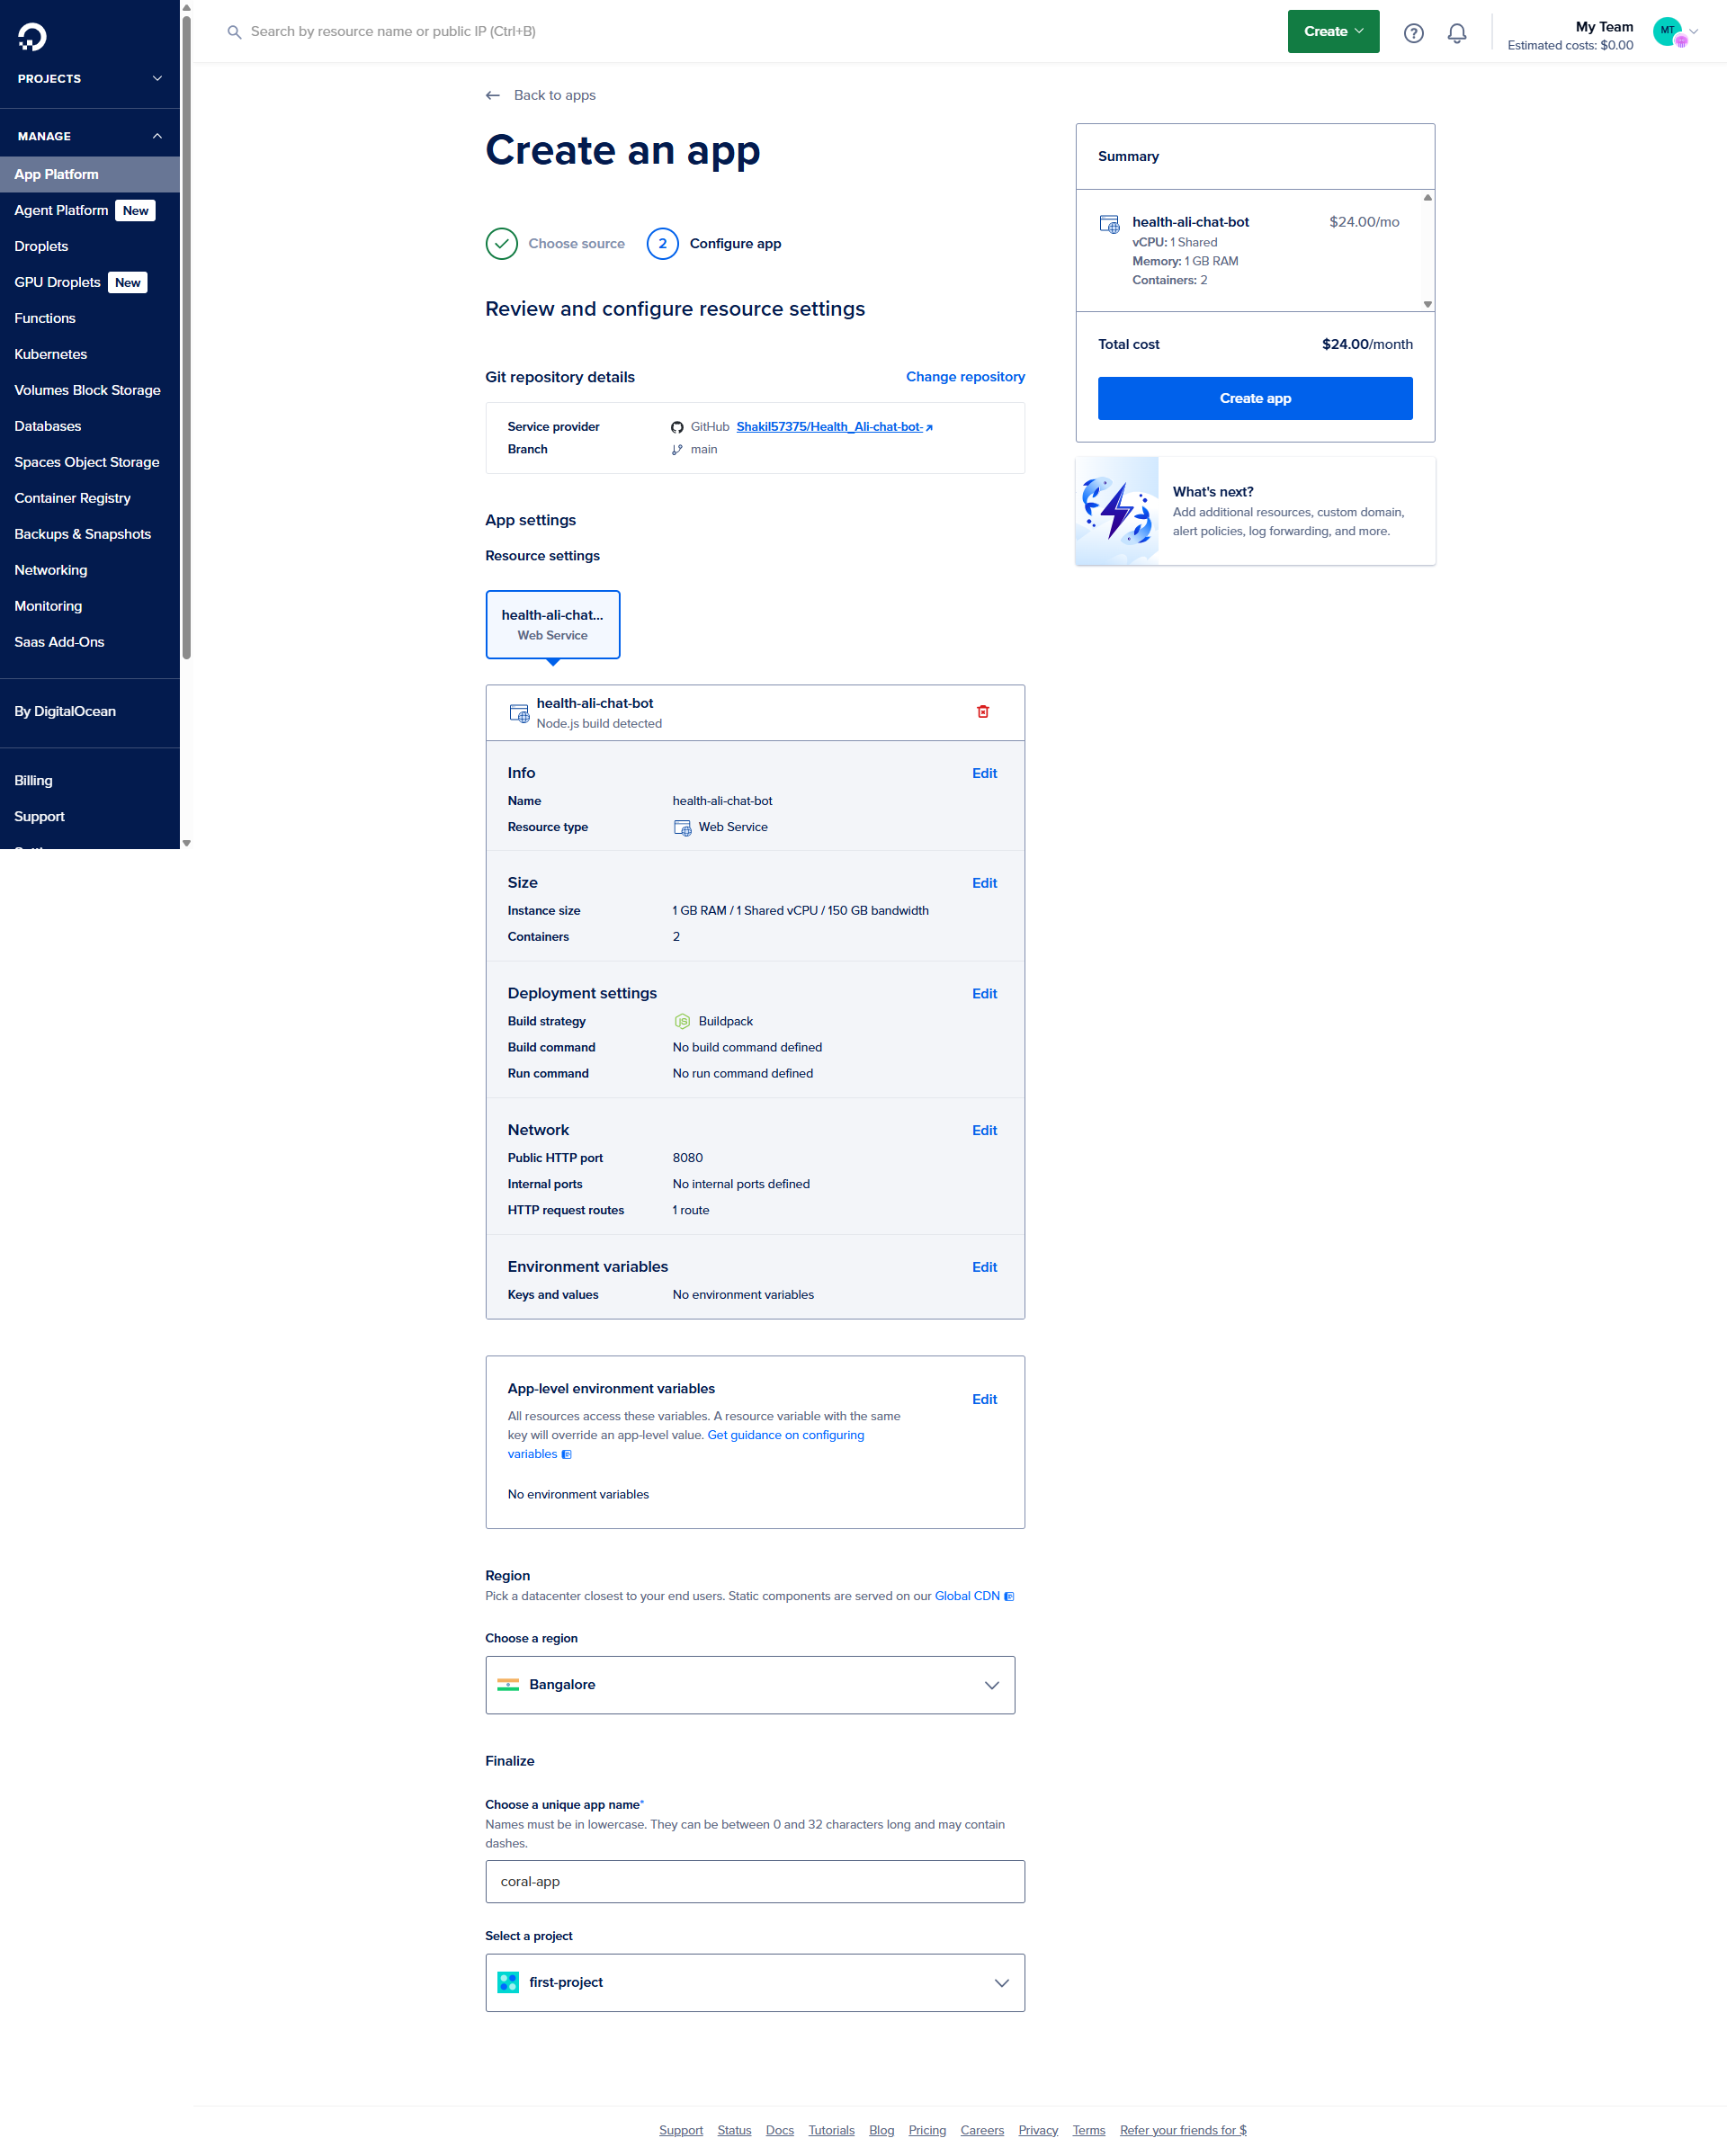 Search by resource name or public IP (Ctrl+B)
Create
My Team
Estimated costs: $0.00
MT
PROJECTS
MANAGE
App Platform
Agent Platform New
Droplets
GPU Droplets New
Functions
Kubernetes
Volumes Block Storage
Databases
Spaces Object Storage
Container Registry
Backups & Snapshots
Networking
Monitoring
Saas Add-Ons
By DigitalOcean
Billing
Support
Back to apps
Create an app
Choose source
2 Configure app
Review and configure resource settings
Git repository details
Change repository
Service provider GitHub Shakil57375/Health_Ali-chat-bot-
Branch main
App settings
Resource settings
health-ali-chat...
Web Service
health-ali-chat-bot
Node.js build detected
Info Edit
Name health-ali-chat-bot
Resource type Web Service
Size Edit
Instance size 1 GB RAM / 1 Shared vCPU / 150 GB bandwidth
Containers 2
Deployment settings Edit
Build strategy Buildpack
Build command No build command defined
Run command No run command defined
Network Edit
Public HTTP port 8080
Internal ports No internal ports defined
HTTP request routes 1 route
Environment variables Edit
Keys and values No environment variables
App-level environment variables Edit
All resources access these variables. A resource variable with the same
key will override an app-level value. Get guidance on configuring
variables
No environment variables
Region
Pick a datacenter closest to your end users. Static components are served on our Global CDN
Choose a region
Bangalore
Finalize
Choose a unique app name*
Names must be in lowercase. They can be between 0 and 32 characters long and may contain
dashes.
coral-app
Select a project
first-project
Summary
health-ali-chat-bot $24.00/mo
vCPU: 1 Shared
Memory: 1 GB RAM
Containers: 2
Total cost $24.00/month
Create app
What's next?
Add additional resources, custom domain,
alert policies, log forwarding, and more.
Support Status Docs Tutorials Blog Pricing Careers Privacy Terms Refer your friends for $